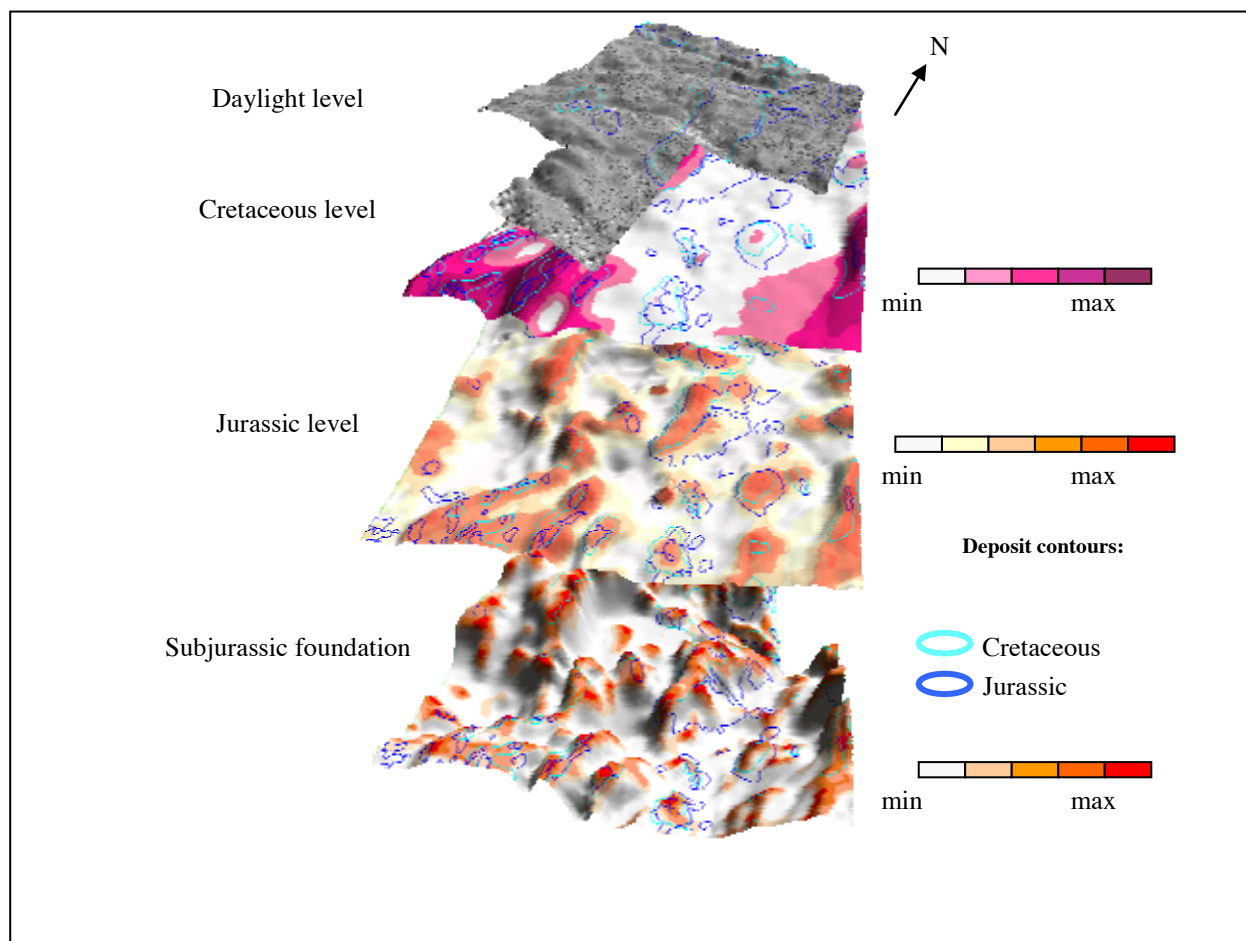 N
Daylight level
Cretaceous level
min max
Jurassic level
min max
Deposit contours:
Subjurassic foundation
Cretaceous
Jurassic
min max